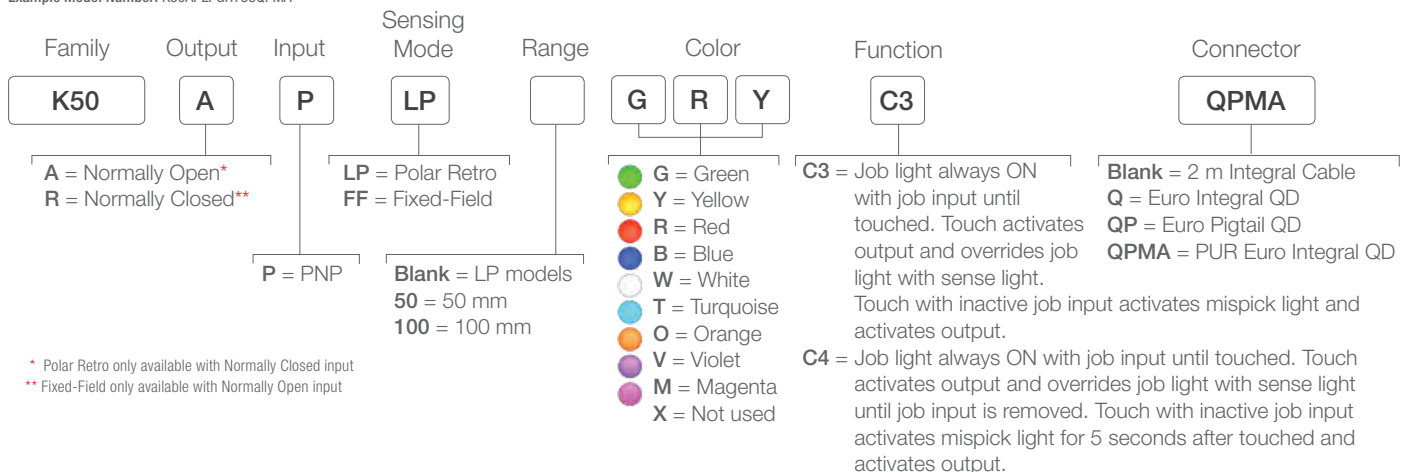 Example Model Number:
Family Output Input Sensing Mode Range Color Function Connector
K50 A P LP G R Y C3 QPMA
A = Normally Open*
R = Normally Closed**
P = PNP
LP = Polar Retro
FF = Fixed-Field
Blank = LP models
50 = 50 mm
100 = 100 mm
G = Green
Y = Yellow
R = Red
B = Blue
W = White
T = Turquoise
O = Orange
V = Violet
M = Magenta
X = Not used
C3 = Job light always ON
with job input until
touched. Touch activates
output and overrides job
light with sense light.
Touch with inactive job input activates mispick light and
activates output.
C4 = Job light always ON with job input until touched. Touch
activates output and overrides job light with sense light
until job input is removed. Touch with inactive job input
activates mispick light for 5 seconds after touched and
activates output.
Blank = 2 m Integral Cable
Q = Euro Integral QD
QP = Euro Pigtail QD
QPMA = PUR Euro Integral QD
* Polar Retro only available with Normally Closed input
** Fixed-Field only available with Normally Open input